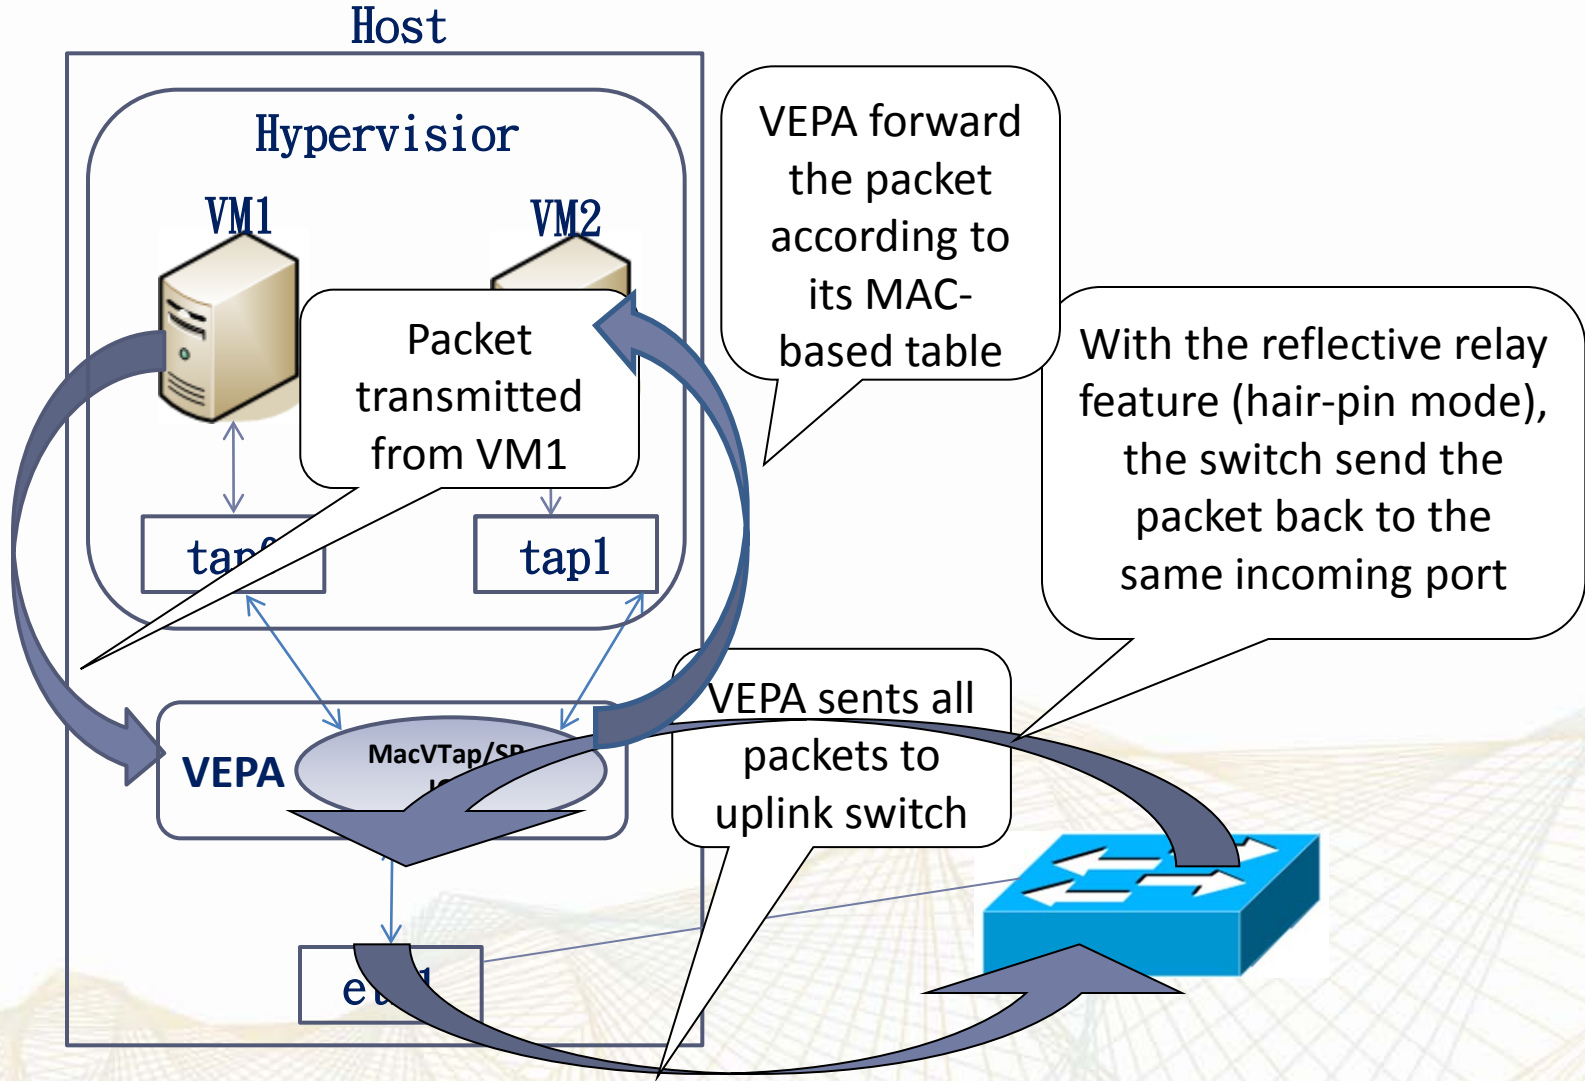 Host
Hypervisior
VM1
VM2
VEPA forward
the packet
according to
its MAC-
based table
Packet
transmitted
from VM1
With the reflective relay
feature (hair-pin mode),
the switch send the
packet back to the
same incoming port
tap1
VEPA sents all
packets to
uplink switch
VEPA